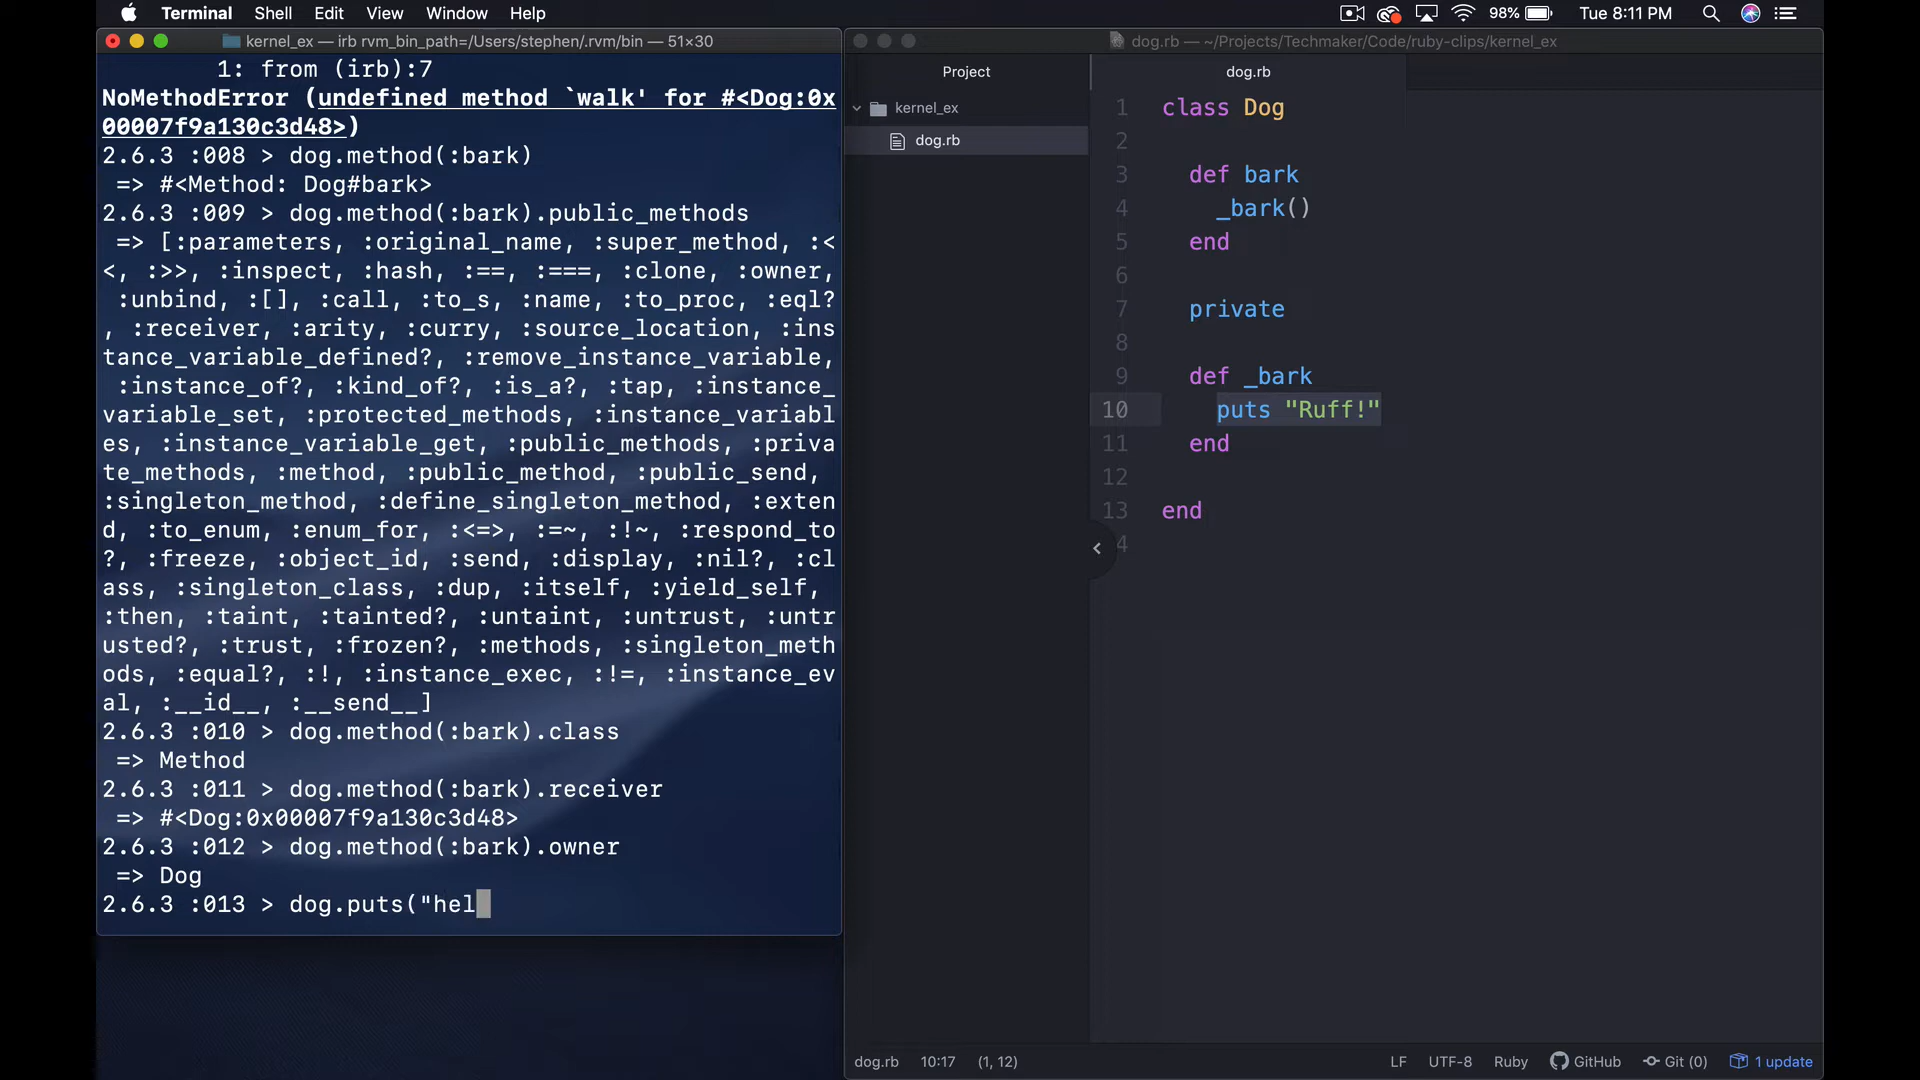 Terminal Shell Edit View Window Help
98% Tue 8:11 PM
kernel_ex — irb rvm_bin_path=/Users/stephen/.rvm/bin — 51×30
1: from (irb):7
NoMethodError (undefined method `walk' for #<Dog:0x
00007f9a130c3d48>)
2.6.3 :008 > dog.method(:bark)
=> #<Method: Dog#bark>
2.6.3 :009 > dog.method(:bark).public_methods
=> [:parameters, :original_name, :super_method, :<
<, :>>, :inspect, :hash, :==, :===, :clone, :owner,
:unbind, :[], :call, :to_s, :name, :to_proc, :eql?
, :receiver, :arity, :curry, :source_location, :ins
tance_variable_defined?, :remove_instance_variable,
:instance_of?, :kind_of?, :is_a?, :tap, :instance_
variable_set, :protected_methods, :instance_variabl
es, :instance_variable_get, :public_methods, :priva
te_methods, :method, :public_method, :public_send,
:singleton_method, :define_singleton_method, :exten
d, :to_enum, :enum_for, :<=>, :=~, :!~, :respond_to
?, :freeze, :object_id, :send, :display, :nil?, :cl
ass, :singleton_class, :dup, :itself, :yield_self,
:then, :taint, :tainted?, :untaint, :untrust, :untr
usted?, :trust, :frozen?, :methods, :singleton_meth
ods, :equal?, :!, :instance_exec, :!=, :instance_ev
al, :__id__, :__send__]
2.6.3 :010 > dog.method(:bark).class
=> Method
2.6.3 :011 > dog.method(:bark).receiver
=> #<Dog:0x00007f9a130c3d48>
2.6.3 :012 > dog.method(:bark).owner
=> Dog
2.6.3 :013 > dog.puts("hel
dog.rb — ~/Projects/Techmaker/Code/ruby-clips/kernel_ex
Project
kernel_ex
dog.rb
dog.rb
1 class Dog
2
3 def bark
4 _bark()
5 end
6
7 private
8
9 def _bark
10 puts "Ruff!"
11 end
12
13 end
4
dog.rb 10:17 (1, 12)
LF UTF-8 Ruby GitHub Git (0) 1 update